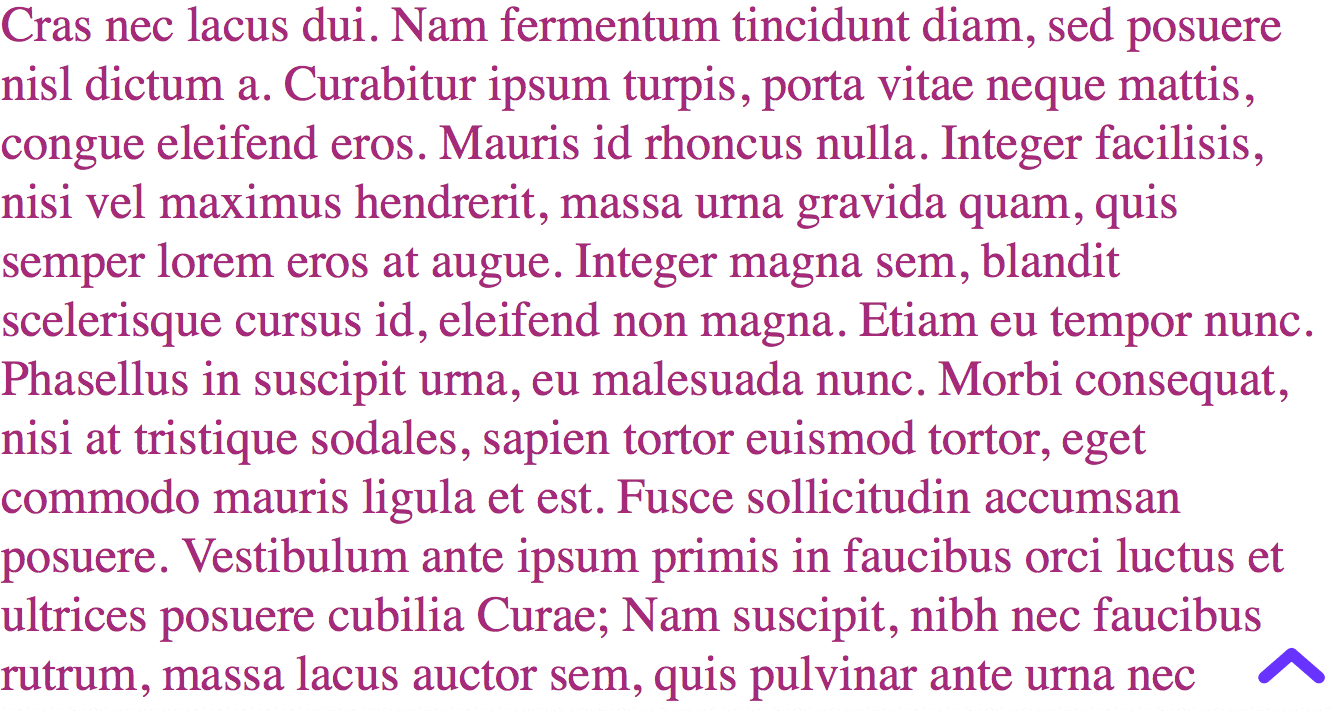 Cras nec lacus dui. Nam fermentum tincidunt diam, sed posuere
nisl dictum a. Curabitur ipsum turpis, porta vitae neque mattis,
congue eleifend eros. Mauris id rhoncus nulla. Integer facilisis,
nisi vel maximus hendrerit, massa urna gravida quam, quis
semper lorem eros at augue. Integer magna sem, blandit
scelerisque cursus id, eleifend non magna. Etiam eu tempor nunc.
Phasellus in suscipit urna, eu malesuada nunc. Morbi consequat,
nisi at tristique sodales, sapien tortor euismod tortor, eget
commodo mauris ligula et est. Fusce sollicitudin accumsan
posuere. Vestibulum ante ipsum primis in faucibus orci luctus et
ultrices posuere cubilia Curae; Nam suscipit, nibh nec faucibus
rutrum, massa lacus auctor sem, quis pulvinar ante urna nec